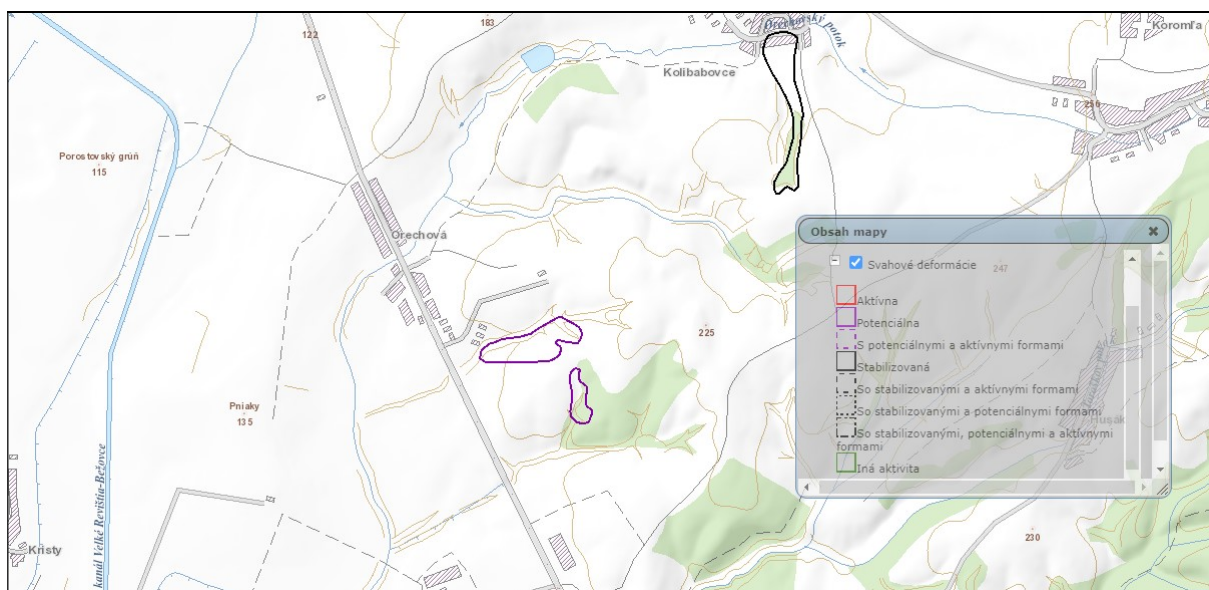 183
Orechovský potok
Koromľa
122
Kolibabovce
256
Porostovský grúň
115
Orechová
Obsah mapy
Svahové deformácie
247
Aktívna
Potenciálna
S potenciálnymi a aktívnymi formami
Stabilizovaná
So stabilizovanými a aktívnymi formami
So stabilizovanými a potenciálnymi formami
So stabilizovanými, potenciálnymi a aktívnymi
formami
Iná aktivita
225
Husák
Pniaky
135
kanál Veľké Revištia-Bežovce
Kristy
230